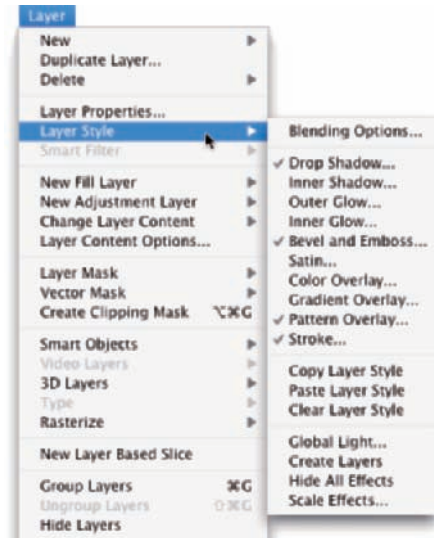 Layer
New
Duplicate Layer...
Delete
Layer Properties...
Layer Style
Smart Filter
New Fill Layer
New Adjustment Layer
Change Layer Content
Layer Content Options...
Layer Mask
Vector Mask
Create Clipping Mask ⌥⌘G
Smart Objects
Video Layers
3D Layers
Type
Rasterize
New Layer Based Slice
Group Layers ⌘G
Ungroup Layers ⇧⌘G
Hide Layers
Blending Options...
✓ Drop Shadow...
Inner Shadow...
Outer Glow...
Inner Glow...
✓ Bevel and Emboss...
Satin...
Color Overlay...
Gradient Overlay...
✓ Pattern Overlay...
✓ Stroke...
Copy Layer Style
Paste Layer Style
Clear Layer Style
Global Light...
Create Layers
Hide All Effects
Scale Effects...